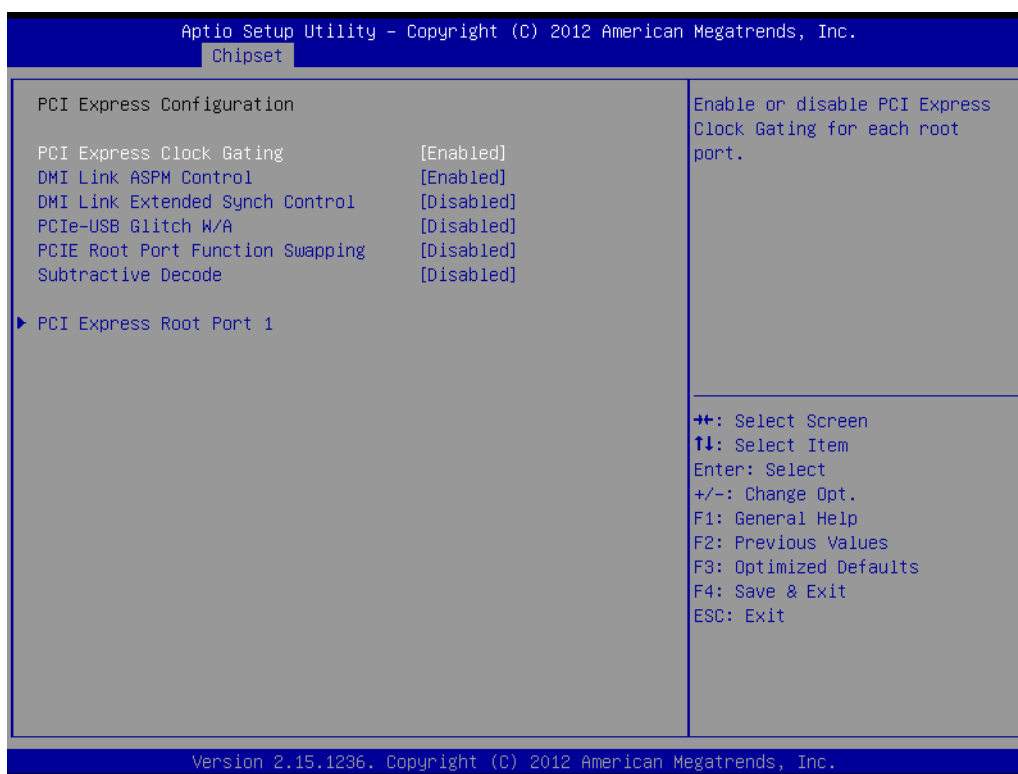 Aptio Setup Utility – Copyright (C) 2012 American Megatrends, Inc.
Chipset
PCI Express Configuration
PCI Express Clock Gating [Enabled]
DMI Link ASPM Control [Enabled]
DMI Link Extended Synch Control [Disabled]
PCIe-USB Glitch W/A [Disabled]
PCIE Root Port Function Swapping [Disabled]
Subtractive Decode [Disabled]
▶ PCI Express Root Port 1
Enable or disable PCI Express
Clock Gating for each root
port.
→←: Select Screen
↑↓: Select Item
Enter: Select
+/-: Change Opt.
F1: General Help
F2: Previous Values
F3: Optimized Defaults
F4: Save & Exit
ESC: Exit
Version 2.15.1236. Copyright (C) 2012 American Megatrends, Inc.